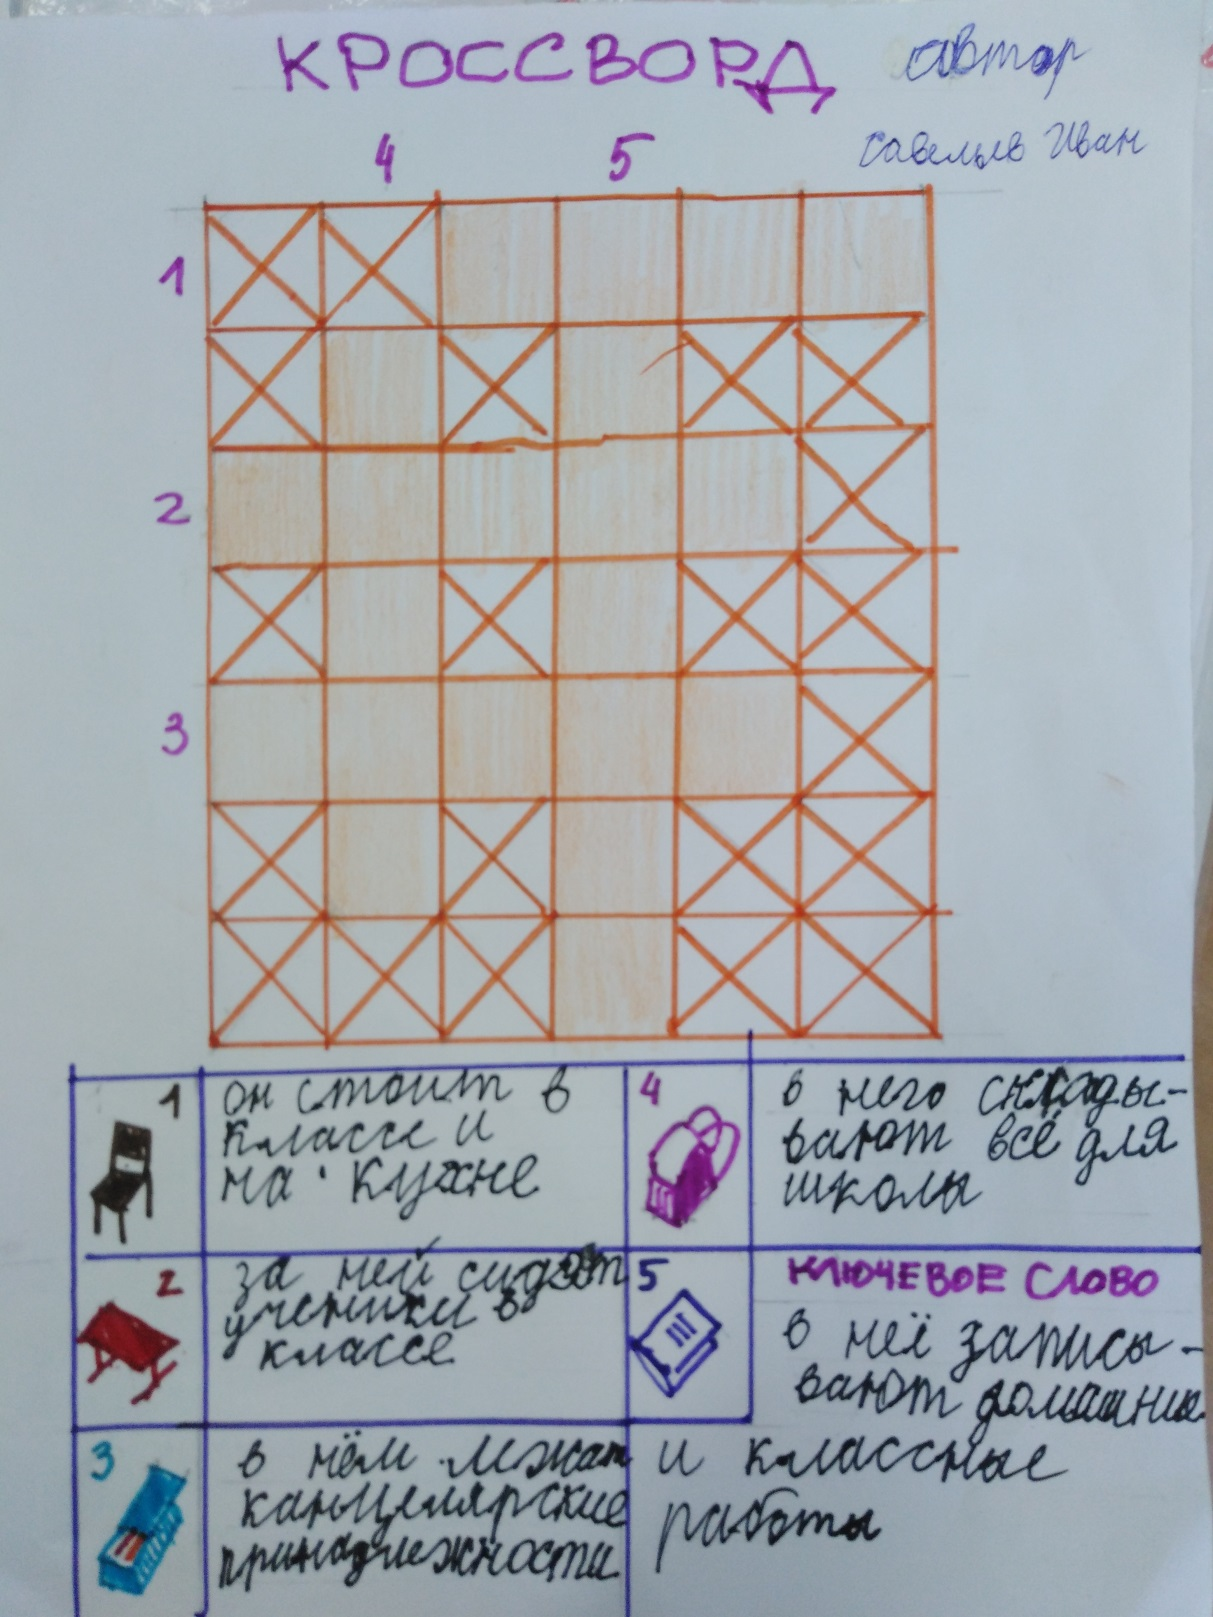 КРОССВОРД
автор
Савельев Иван
4 5
1
2
3
1
он стоит в
классе и
на кухне
2
за ней сидят
ученики в
классе
3
в нём лежат
канцелярские
принадлежности
4
в него склады-
вают всё для
школы
5
КЛЮЧЕВОЕ СЛОВО
в неё записы-
вают домашние
и классные
работы